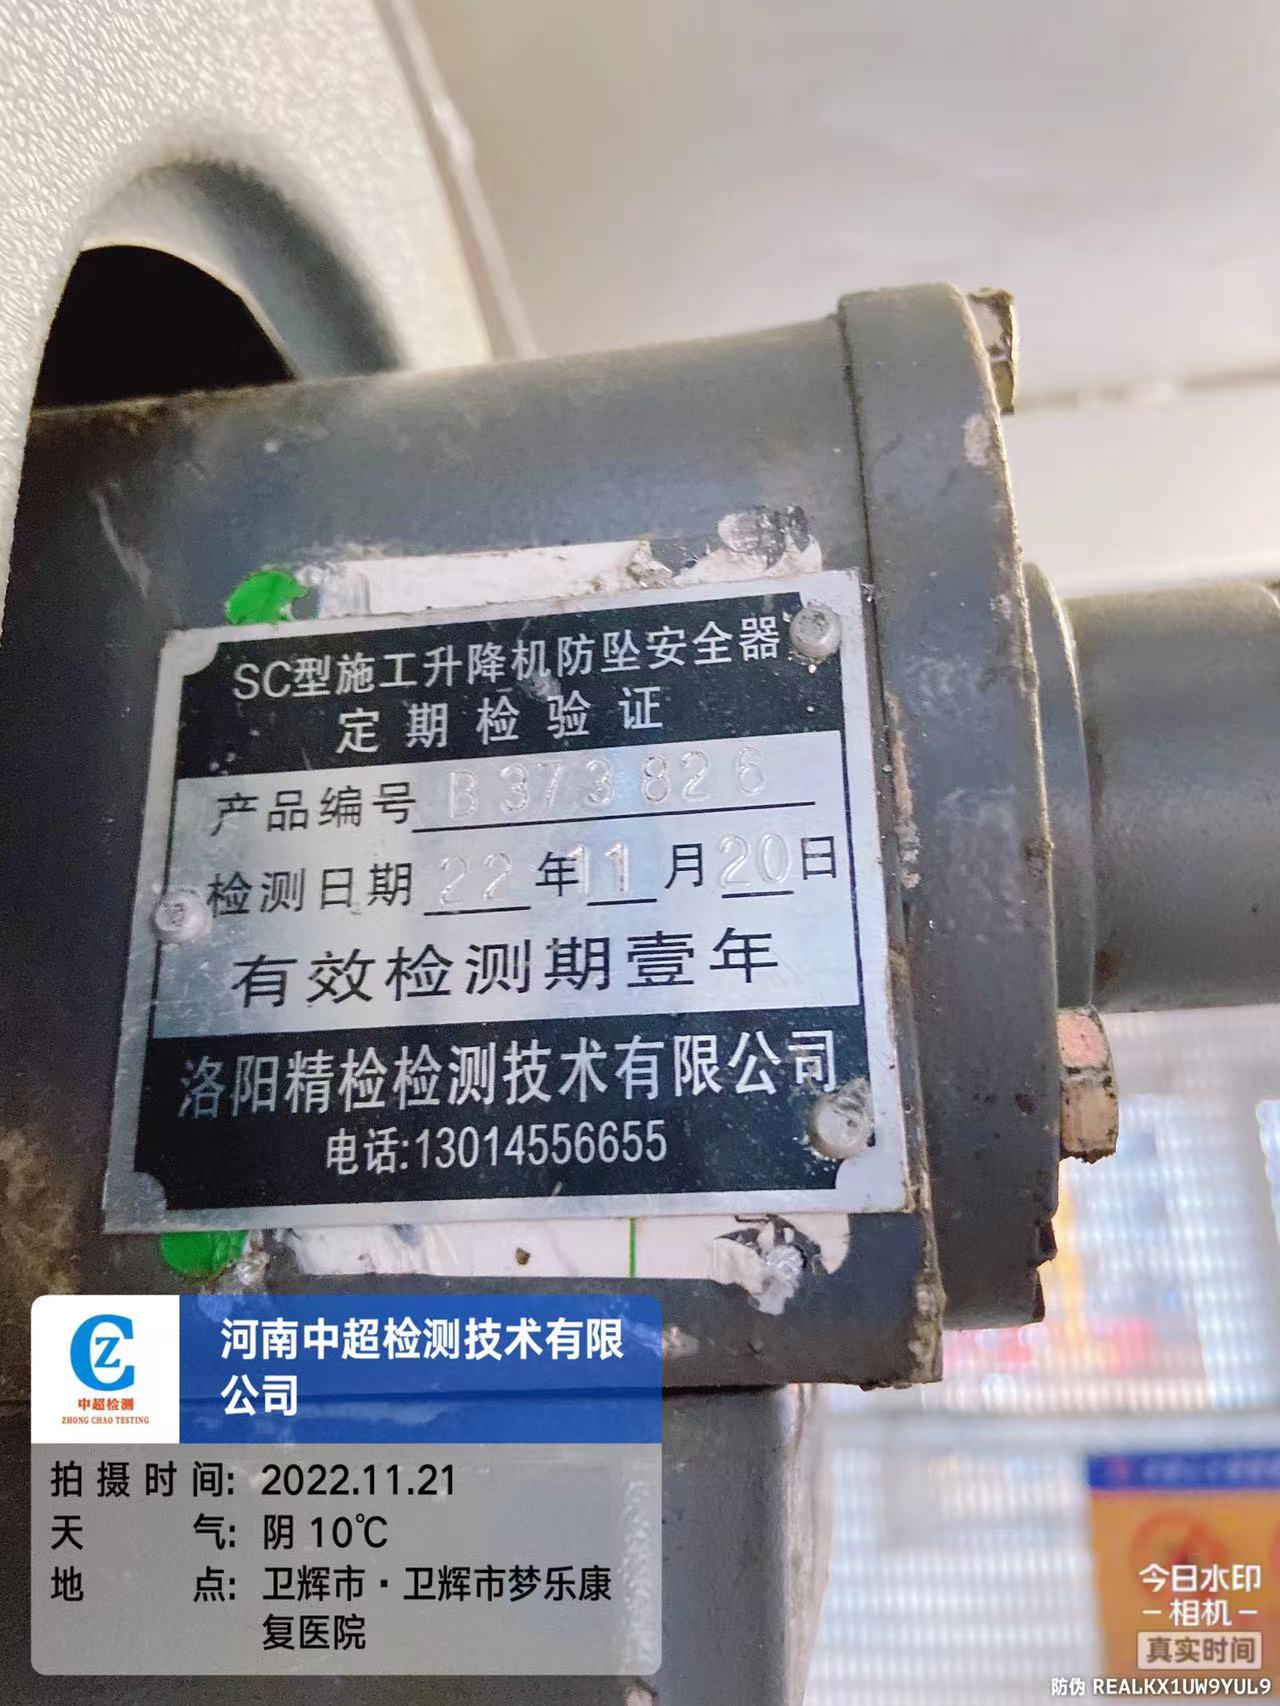 SC型施工升降机防坠安全器
定期检验证
产品编号 B373826
检测日期 22 年 11 月 20 日
有效检测期壹年
洛阳精检检测技术有限公司
电话:13014556655
CZ
中超检测
ZHONG CHAO TESTING
河南中超检测技术有限
公司
拍摄时间: 2022.11.21
天气: 阴 10℃
地点: 卫辉市·卫辉市梦乐康
复医院
今日水印
-相机-
真实时间
防伪 REALKX1UW9YUL9